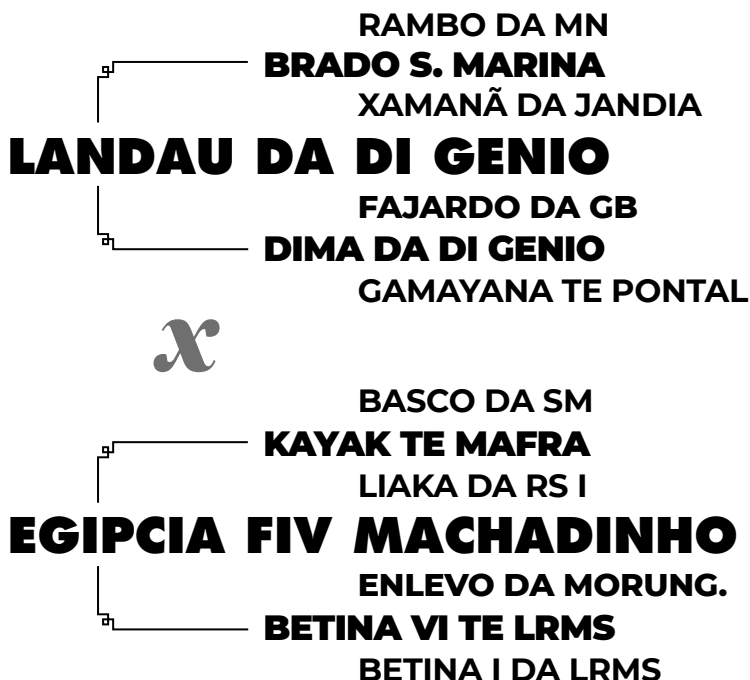 RAMBO DA MN
BRADO S. MARINA
XAMANÃ DA JANDIA
LANDAU DA DI GENIO
FAJARDO DA GB
DIMA DA DI GENIO
GAMAYANA TE PONTAL
x
BASCO DA SM
KAYAK TE MAFRA
LIAKA DA RS I
EGIPCIA FIV MACHADINHO
ENLEVO DA MORUNG.
BETINA VI TE LRMS
BETINA I DA LRMS